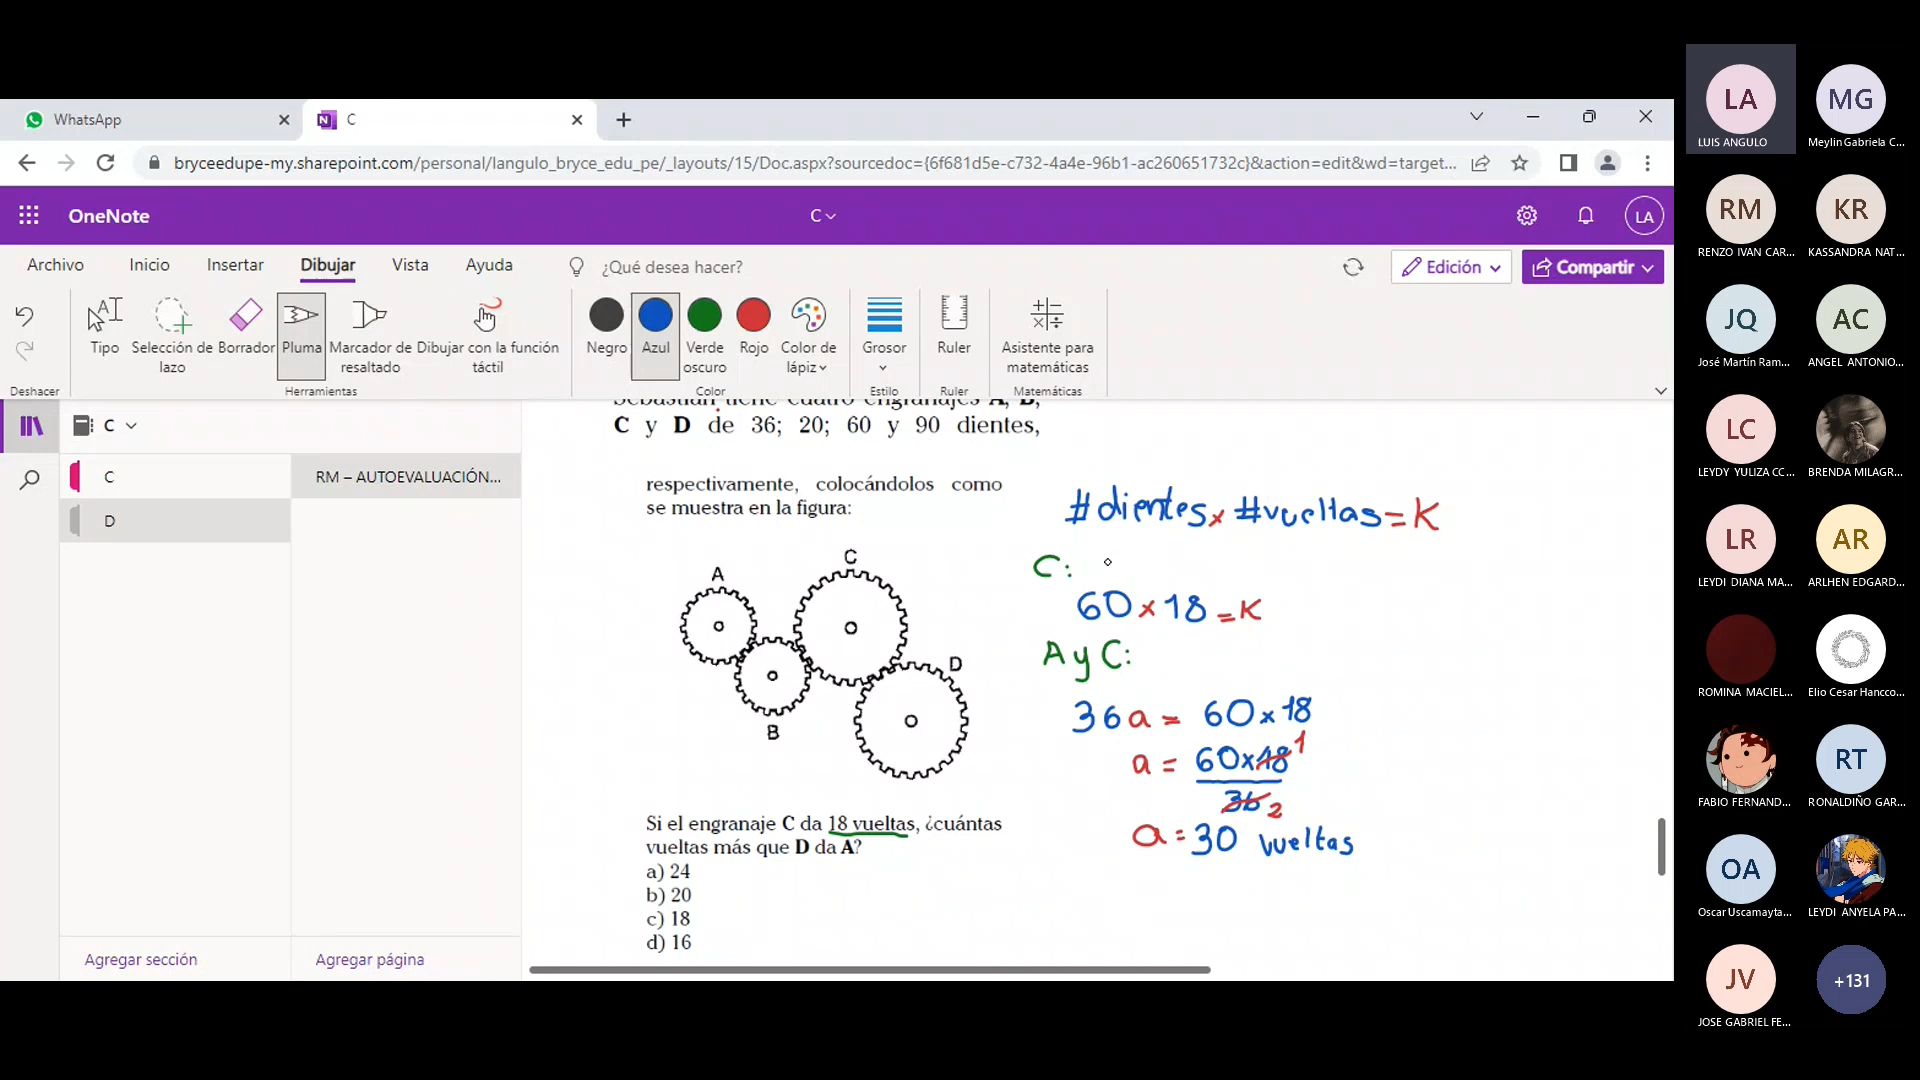 WhatsApp
C
bryceedupe-my.sharepoint.com/personal/langulo_bryce_edu_pe/_layouts/15/Doc.aspx?sourcedoc={6f681d5e-c732-4a4e-96b1-ac260651732c}&action=edit&wd=target...
OneNote
C
LA
Archivo
Inicio
Insertar
Dibujar
Vista
Ayuda
¿Qué desea hacer?
Edición
Compartir
Tipo
Selección de lazo
Borrador
Pluma
Marcador de resaltado
Dibujar con la función táctil
Negro
Azul
Verde oscuro
Rojo
Color de lápiz
Grosor
Ruler
Asistente para matemáticas
Deshacer
Herramientas
Color
Estilo
Ruler
Matemáticas
C
C
D
RM – AUTOEVALUACIÓN...
Agregar sección
Agregar página
Sebastián tiene cuatro engranajes A, B,
C y D de 36; 20; 60 y 90 dientes,
respectivamente, colocándolos como
se muestra en la figura:
A
C
B
D
Si el engranaje C da 18 vueltas, ¿cuántas
vueltas más que D da A?
a) 24
b) 20
c) 18
d) 16
#dientes x #vueltas = K
C:
60 x 18 = K
A y C:
36a = 60 x 18
a = 60x18 1
36 2
a = 30 vueltas
LA
LUIS ANGULO
MG
Meylin Gabriela C...
RM
RENZO IVAN CAR...
KR
KASSANDRA NAT...
JQ
José Martín Ram...
AC
ANGEL ANTONIO...
LC
LEYDY YULIZA CC...
BRENDA MILAGR...
LR
LEYDI DIANA MA...
AR
ARLHEN EDGARD...
ROMINA MACIEL...
Elio Cesar Hancco...
FABIO FERNAND...
RT
RONALDIÑO GAR...
OA
Oscar Uscamayta...
LEYDI ANYELA PA...
JV
JOSE GABRIEL FE...
+131